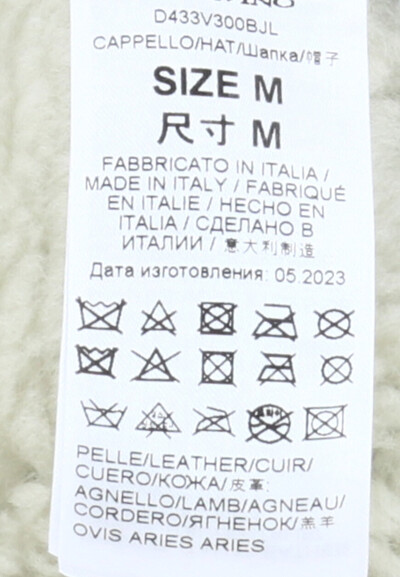 D433V300BJL
CAPPELLO/HAT/Шапка/帽子
SIZE M
尺寸 M
FABBRICATO IN ITALIA /
MADE IN ITALY / FABRIQUÉ
EN ITALIE / HECHO EN
ITALIA / СДЕЛАНО В
ИТАЛИИ / 意大利制造
Дата изготовления: 05.2023
PELLE/LEATHER/CUIR/
CUERO/КОЖА/皮革:
AGNELLO/LAMB/AGNEAU/
CORDERO/ЯГНЕНОК/羔羊
OVIS ARIES ARIES